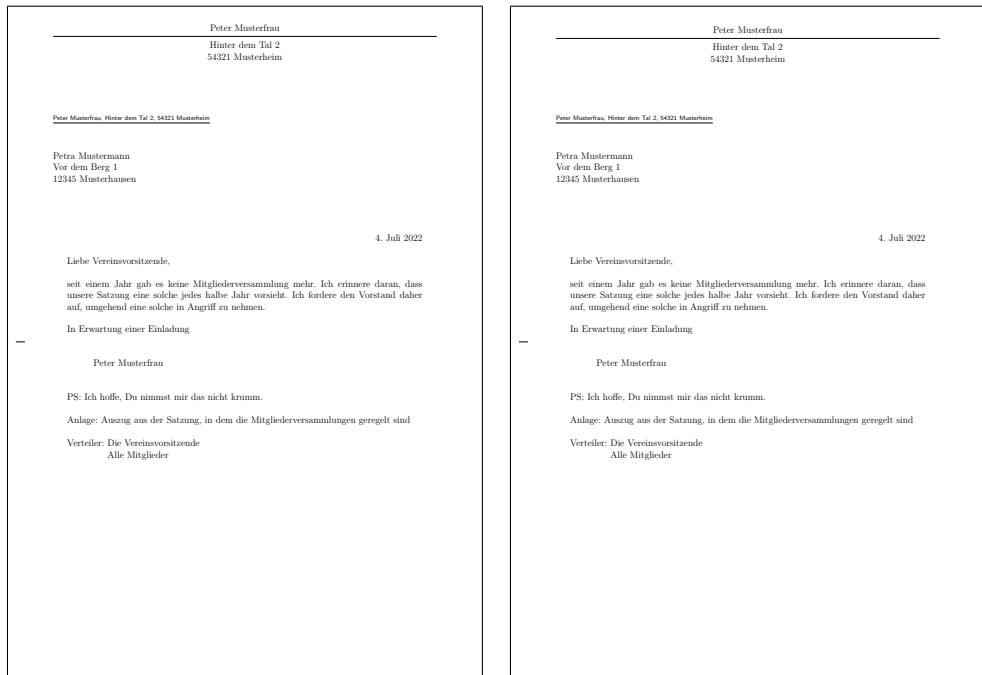 Peter Musterfrau
Hinter dem Tal 2
54321 Musterheim
Peter Musterfrau, Hinter dem Tal 2, 54321 Musterheim
Petra Mustermann
Vor dem Berg 1
12345 Musterhausen
4. Juli 2022
Liebe Vereinsvorsitzende,
seit einem Jahr gab es keine Mitgliederversammlung mehr. Ich erinnere daran, dass
unsere Satzung eine solche jedes halbe Jahr vorsieht. Ich fordere den Vorstand daher
auf, umgehend eine solche in Angriff zu nehmen.
In Erwartung einer Einladung
Peter Musterfrau
PS: Ich hoffe, Du nimmst mir das nicht krumm.
Anlage: Auszug aus der Satzung, in dem die Mitgliederversammlungen geregelt sind
Verteiler: Die Vereinsvorsitzende
Alle Mitglieder
Peter Musterfrau
Hinter dem Tal 2
54321 Musterheim
Peter Musterfrau, Hinter dem Tal 2, 54321 Musterheim
Petra Mustermann
Vor dem Berg 1
12345 Musterhausen
4. Juli 2022
Liebe Vereinsvorsitzende,
seit einem Jahr gab es keine Mitgliederversammlung mehr. Ich erinnere daran, dass
unsere Satzung eine solche jedes halbe Jahr vorsieht. Ich fordere den Vorstand daher
auf, umgehend eine solche in Angriff zu nehmen.
In Erwartung einer Einladung
Peter Musterfrau
PS: Ich hoffe, Du nimmst mir das nicht krumm.
Anlage: Auszug aus der Satzung, in dem die Mitgliederversammlungen geregelt sind
Verteiler: Die Vereinsvorsitzende
Alle Mitglieder